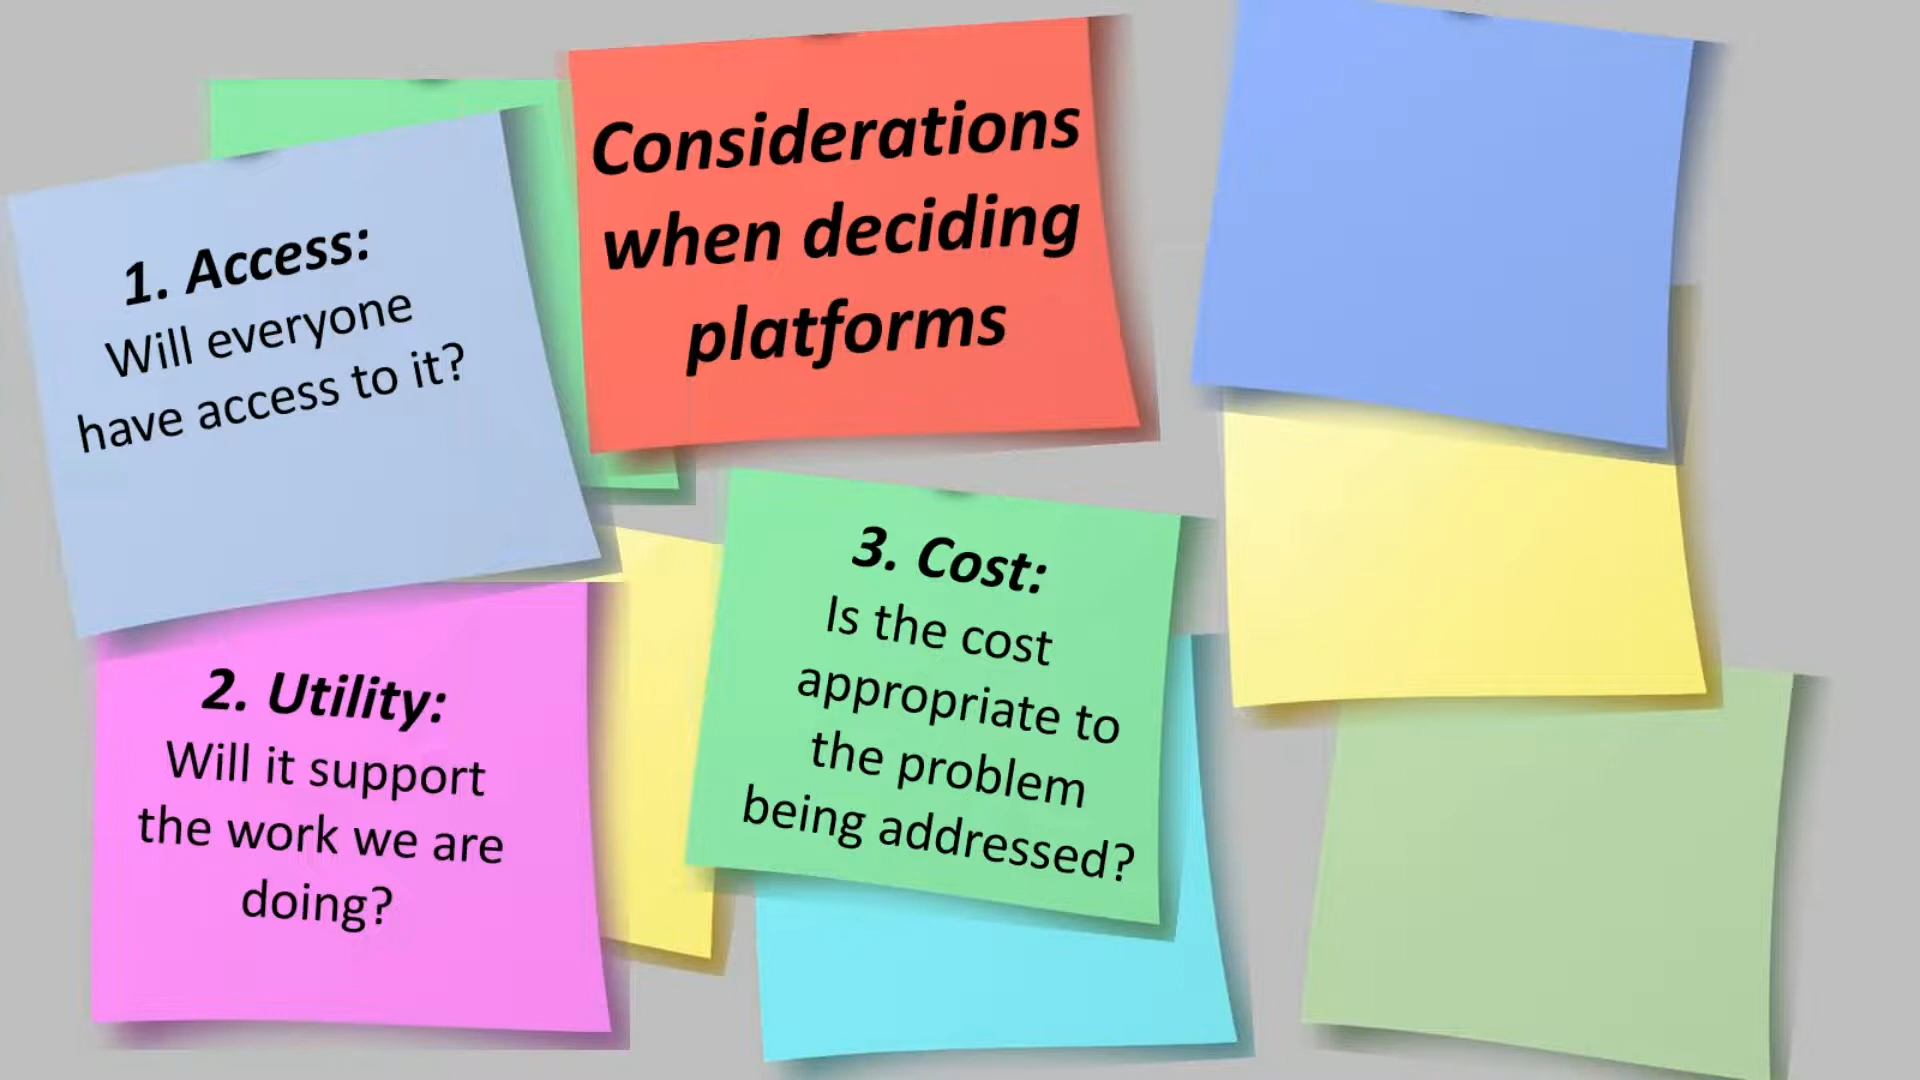 Considerations
when deciding
platforms
1. Access:
Will everyone
have access to it?
2. Utility:
Will it support
the work we are
doing?
3. Cost:
Is the cost
appropriate to
the problem
being addressed?